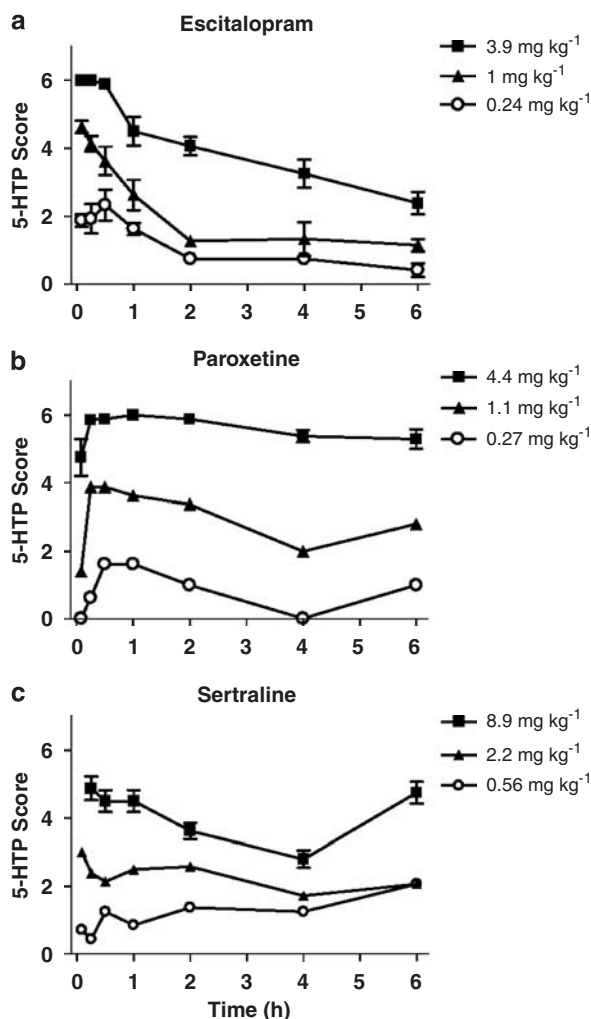 a Escitalopram
3.9 mg kg⁻¹
1 mg kg⁻¹
0.24 mg kg⁻¹
5-HTP Score
6
4
2
0
0 1 2 3 4 5 6
b Paroxetine
4.4 mg kg⁻¹
1.1 mg kg⁻¹
0.27 mg kg⁻¹
5-HTP Score
6
4
2
0
0 1 2 3 4 5 6
c Sertraline
8.9 mg kg⁻¹
2.2 mg kg⁻¹
0.56 mg kg⁻¹
5-HTP Score
6
4
2
0
0 1 2 3 4 5 6
Time (h)